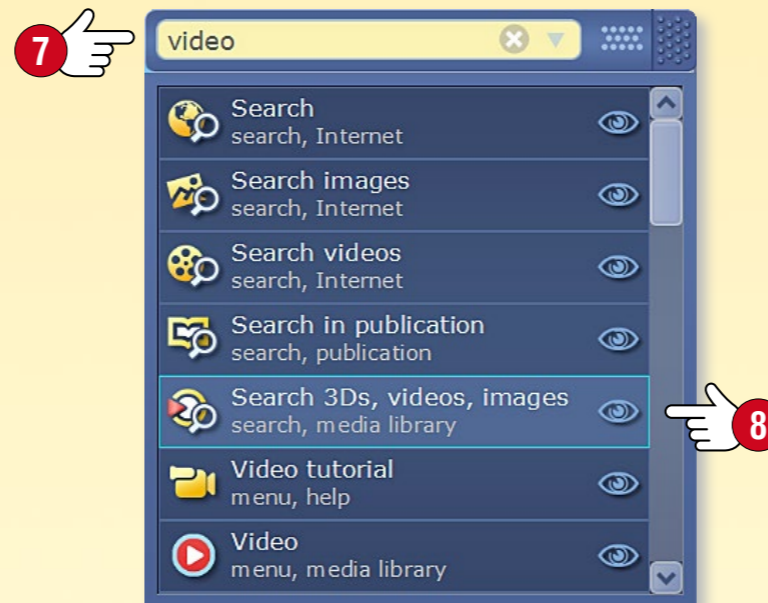 7
video
Search
search, Internet
Search images
search, Internet
Search videos
search, Internet
Search in publication
search, publication
Search 3Ds, videos, images
search, media library
8
Video tutorial
menu, help
Video
menu, media library